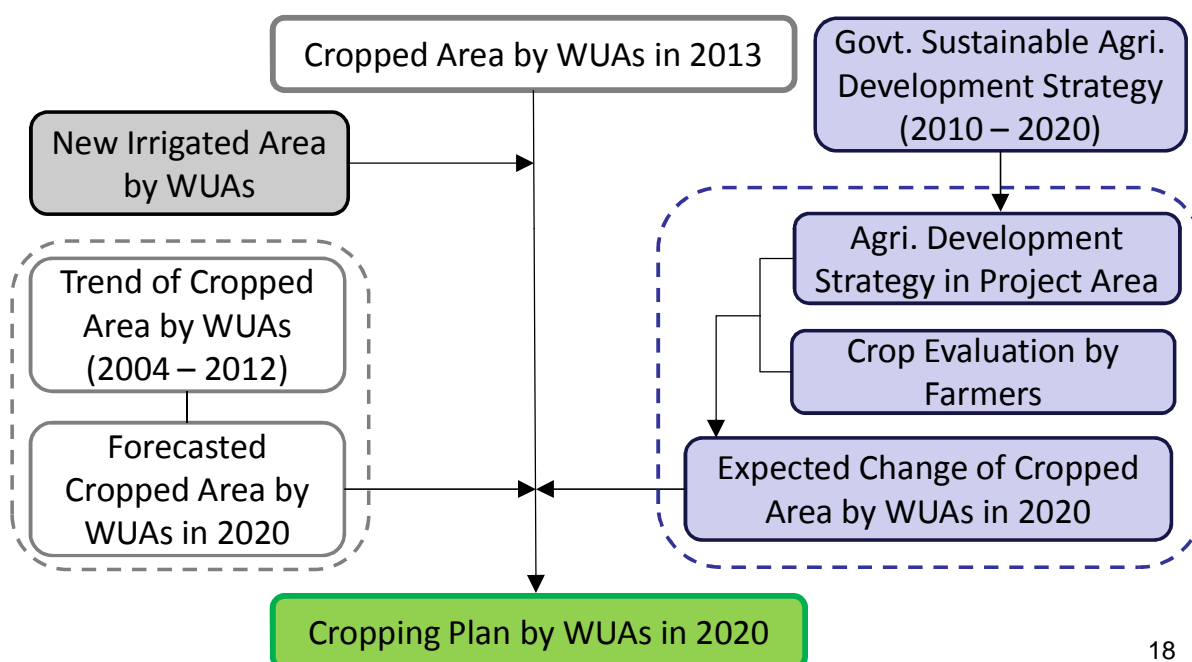 Cropped Area by WUAs in 2013
Govt. Sustainable Agri.
Development Strategy
(2010 – 2020)
New Irrigated Area
by WUAs
Agri. Development
Strategy in Project Area
Trend of Cropped
Area by WUAs
(2004 – 2012)
Crop Evaluation by
Farmers
Forecasted
Cropped Area by
WUAs in 2020
Expected Change of Cropped
Area by WUAs in 2020
Cropping Plan by WUAs in 2020
18